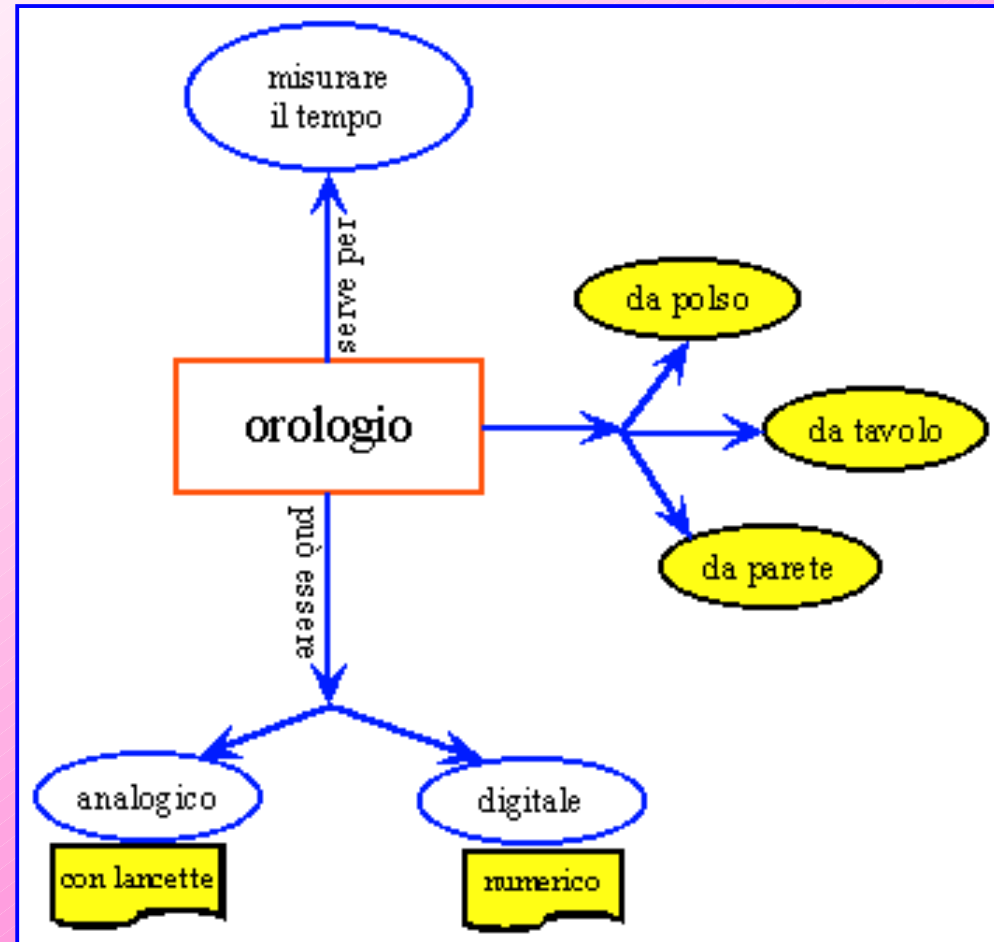 misurare
il tempo
serve per
da polso
orologio
da tavolo
può essere
da parete
analogico
digitale
con lancette
numerico